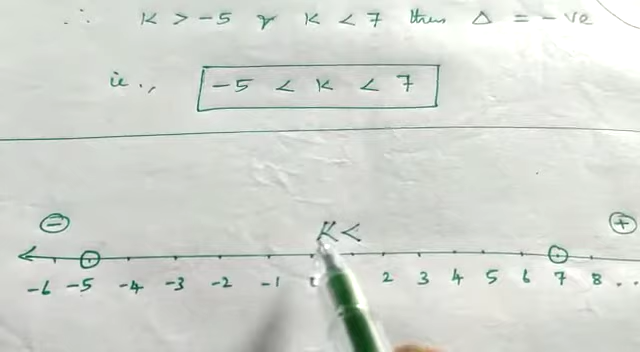 ∴ K > -5 & K < 7 then Δ = -ve
ie., -5 < K < 7
⊖ K < ⊕
-6 -5 -4 -3 -2 -1 2 3 4 5 6 7 8 ..